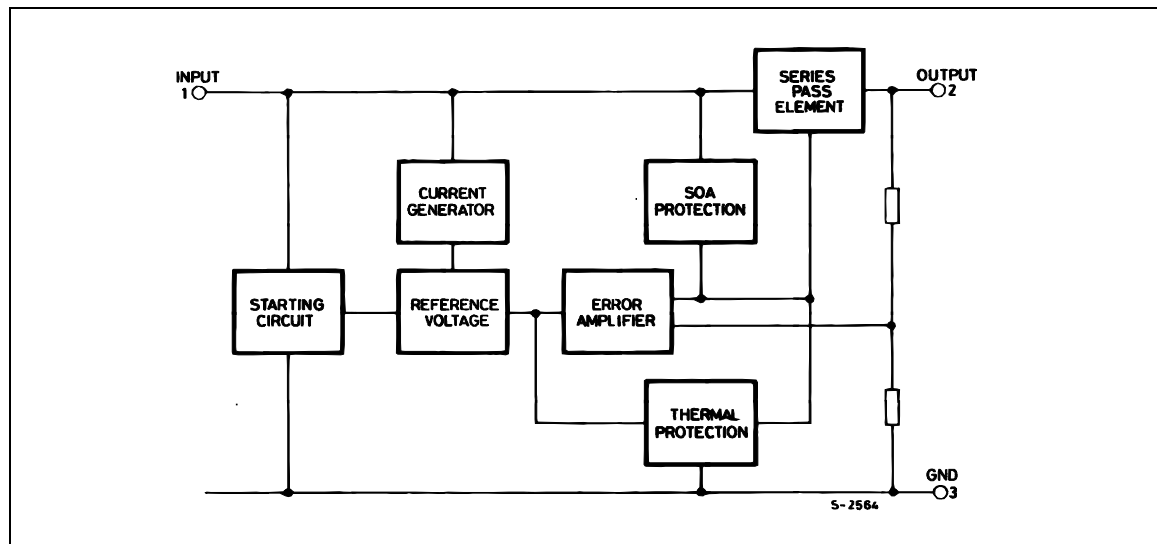 INPUT
1
SERIES
PASS
ELEMENT
OUTPUT
2
CURRENT
GENERATOR
SOA
PROTECTION
STARTING
CIRCUIT
REFERENCE
VOLTAGE
ERROR
AMPLIFIER
THERMAL
PROTECTION
GND
3
S-2564